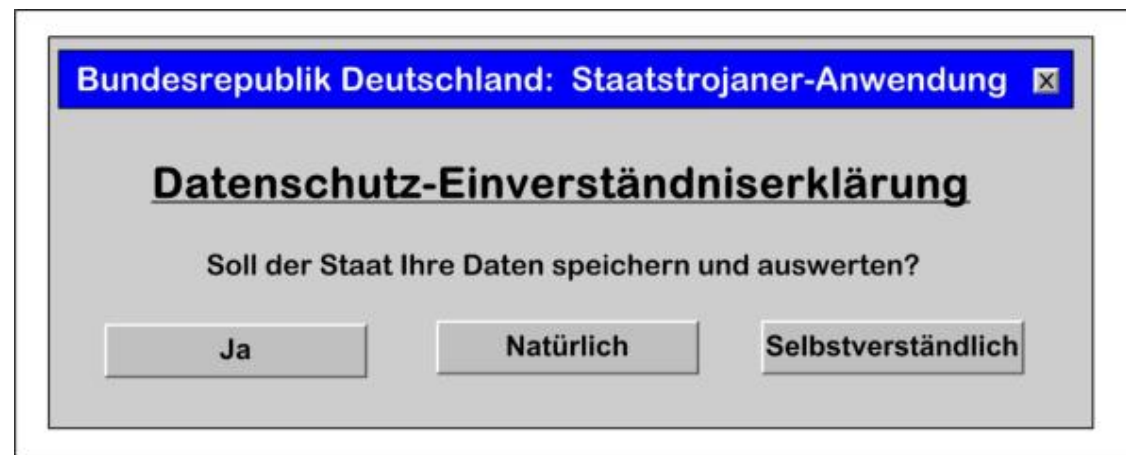 Bundesrepublik Deutschland: Staatstrojaner-Anwendung X
Datenschutz-Einverständniserklärung
Soll der Staat Ihre Daten speichern und auswerten?
Ja Natürlich Selbstverständlich